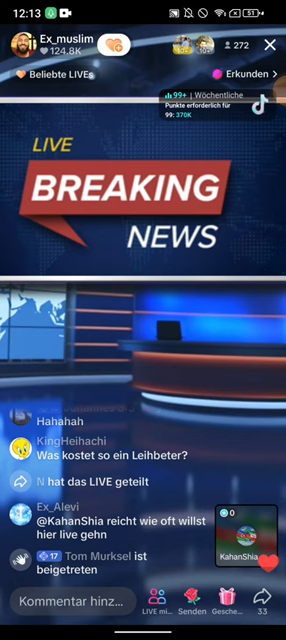 12:13
51
Ex_muslim
124.8K
272
Beliebte LIVEs
Erkunden >
99+ | Wöchentliche
Punkte erforderlich für
99: 370K
LIVE
BREAKING
NEWS
Hahahah
KingHeihachi
Was kostet so ein Leihbeter?
N hat das LIVE geteilt
Ex_Alevi
@KahanShia reicht wie oft willst
hier live gehn
17 Tom Murksel ist
beigetreten
0
KahanShia
Kommentar hinz...
LIVE mi...
Senden
Gesche...
33